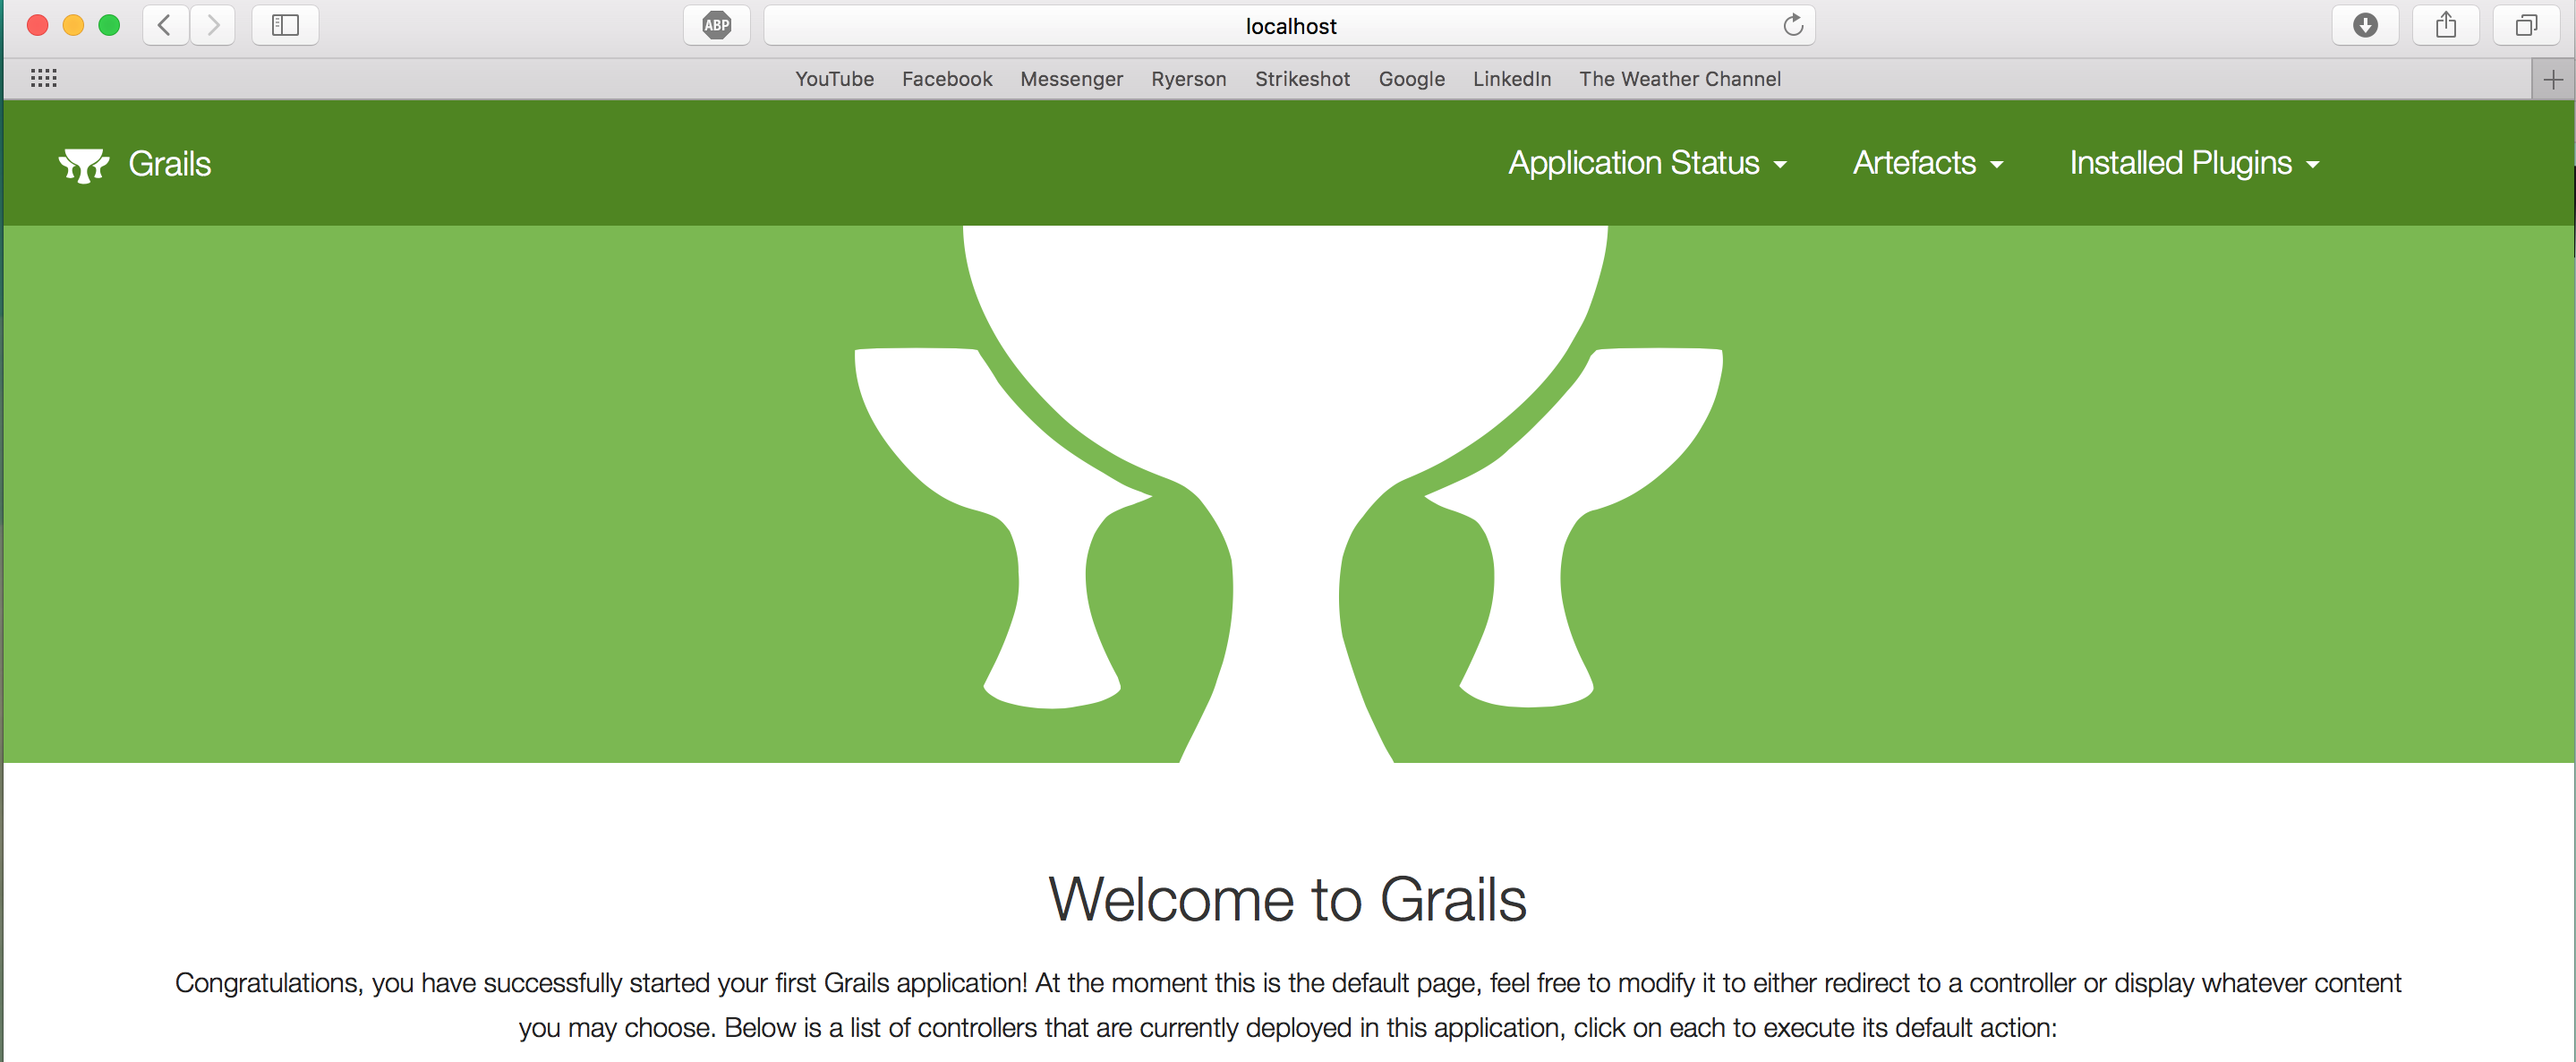 ABP
localhost
YouTube Facebook Messenger Ryerson Strikeshot Google LinkedIn The Weather Channel
Grails Application Status Artefacts Installed Plugins
Welcome to Grails
Congratulations, you have successfully started your first Grails application! At the moment this is the default page, feel free to modify it to either redirect to a controller or display whatever content
you may choose. Below is a list of controllers that are currently deployed in this application, click on each to execute its default action: